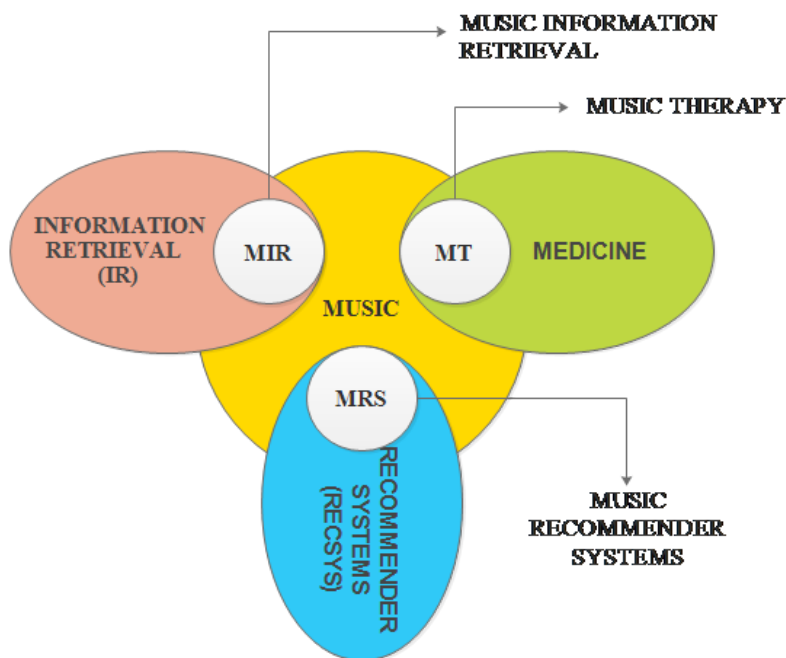 MUSIC INFORMATION
RETRIEVAL
MUSIC THERAPY
INFORMATION
RETRIEVAL
(IR)
MIR
MT
MEDICINE
MUSIC
MRS
RECOMMENDER
SYSTEMS
(RECSYS)
MUSIC
RECOMMENDER
SYSTEMS